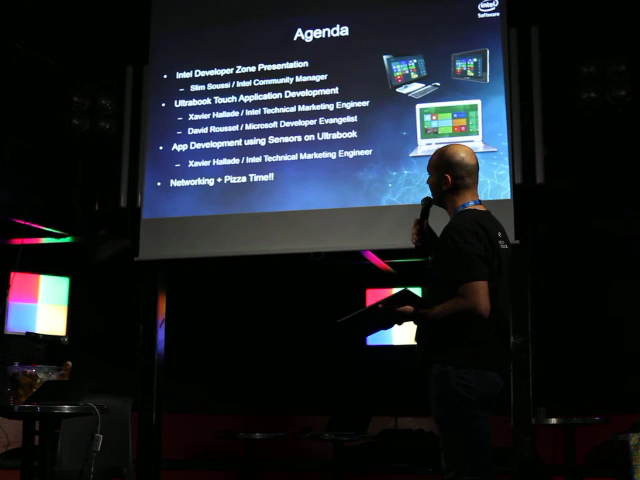 Agenda
intel
Software
• Intel Developer Zone Presentation
– Slim Soussi / Intel Community Manager
• Ultrabook Touch Application Development
– Xavier Hallade / Intel Technical Marketing Engineer
– David Rousset / Microsoft Developer Evangelist
• App Development using Sensors on Ultrabook
– Xavier Hallade / Intel Technical Marketing Engineer
• Networking + Pizza Time!!